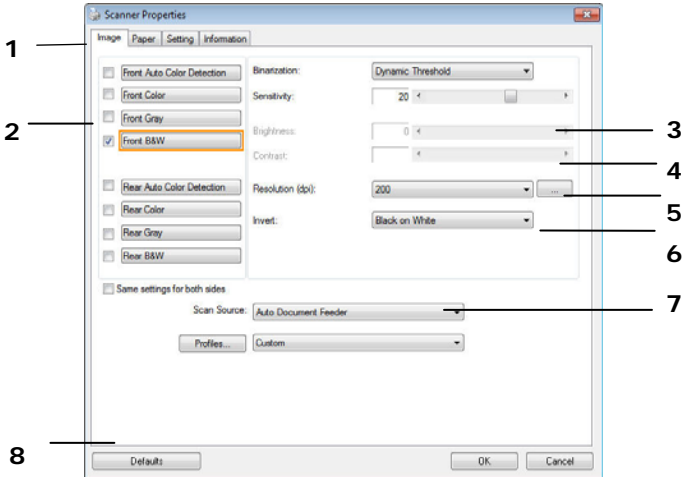 Scanner Properties
Image Paper Setting Information
1
Front Auto Color Detection
Binarization: Dynamic Threshold
Front Color
Sensitivity: 20
2
Front Gray
Front B&W
Brightness: 0
3
Contrast:
4
Rear Auto Color Detection
Resolution (dpi): 200 ...
5
Rear Color
Invert: Black on White
Rear Gray
6
Rear B&W
Same settings for both sides
Scan Source: Auto Document Feeder
7
Profiles... Custom
8
Defaults OK Cancel